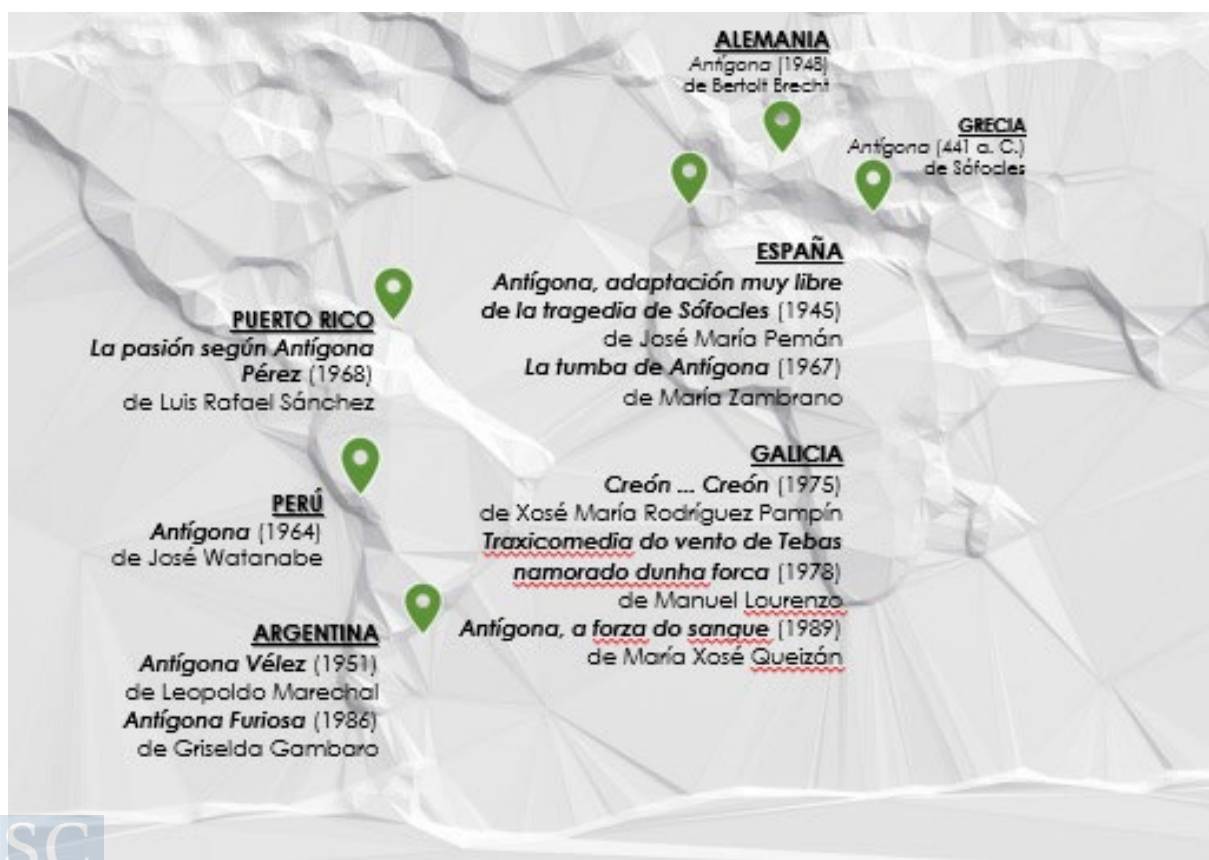 ALEMANIA
Antígona (1948)
de Bertolt Brecht
GRECIA
Antígona (441 a. C.)
de Sófocles
ESPAÑA
Antígona, adaptación muy libre
de la tragedia de Sófocles (1945)
de José María Pemán
La tumba de Antígona (1967)
de María Zambrano
PUERTO RICO
La pasión según Antígona
Pérez (1968)
de Luis Rafael Sánchez
GALICIA
Creón ... Creón (1975)
de Xosé María Rodríguez Pampín
Traxicomedia do vento de Tebas
namorado dunha forca (1978)
de Manuel Lourenzo
Antígona, a forza do sangue (1989)
de María Xosé Queizán
PERÚ
Antígona (1964)
de José Watanabe
ARGENTINA
Antígona Vélez (1951)
de Leopoldo Marechal
Antígona Furiosa (1986)
de Griselda Gambaro
SC